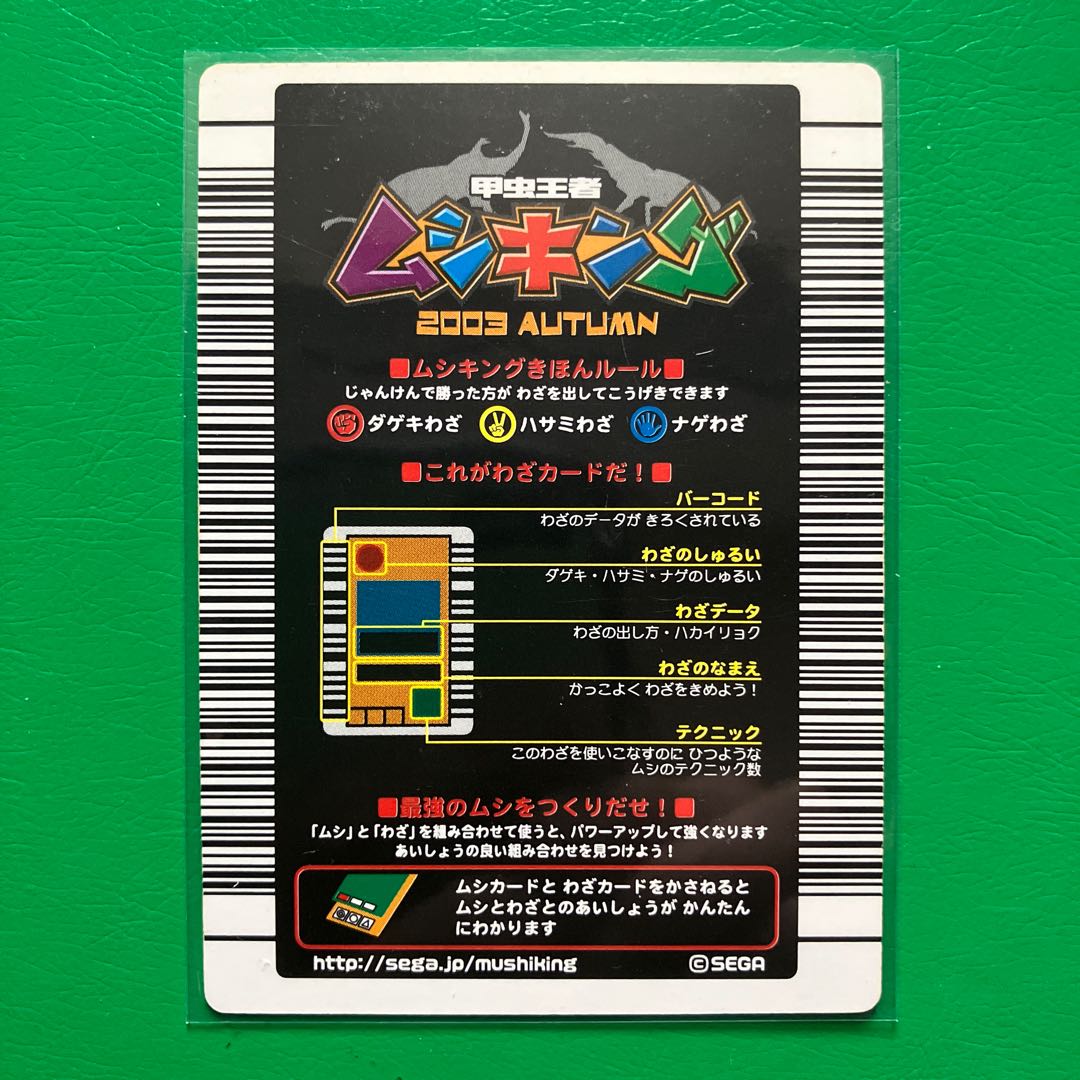 甲虫王者
ムシキング
2003 AUTUMN
■ムシキングきほんルール■
じゃんけんで勝った方が わざを出してこうげきできます
ダゲキわざ ハサミわざ ナゲわざ
■これがわざカードだ！■
バーコード
わざのデータが きろくされている
わざのしゅるい
ダゲキ・ハサミ・ナゲのしゅるい
わざデータ
わざの出し方・ハカイリョク
わざのなまえ
かっこよく わざをきめよう！
テクニック
このわざを使いこなすのに ひつような
ムシのテクニック数
■最強のムシをつくりだせ！■
「ムシ」と「わざ」を組み合わせて使うと、パワーアップして強くなります
あいしょうの良い組み合わせを見つけよう！
ムシカードと わざカードをかさねると
ムシとわざとのあいしょうが かんたん
にわかります
http://sega.jp/mushiking ©SEGA